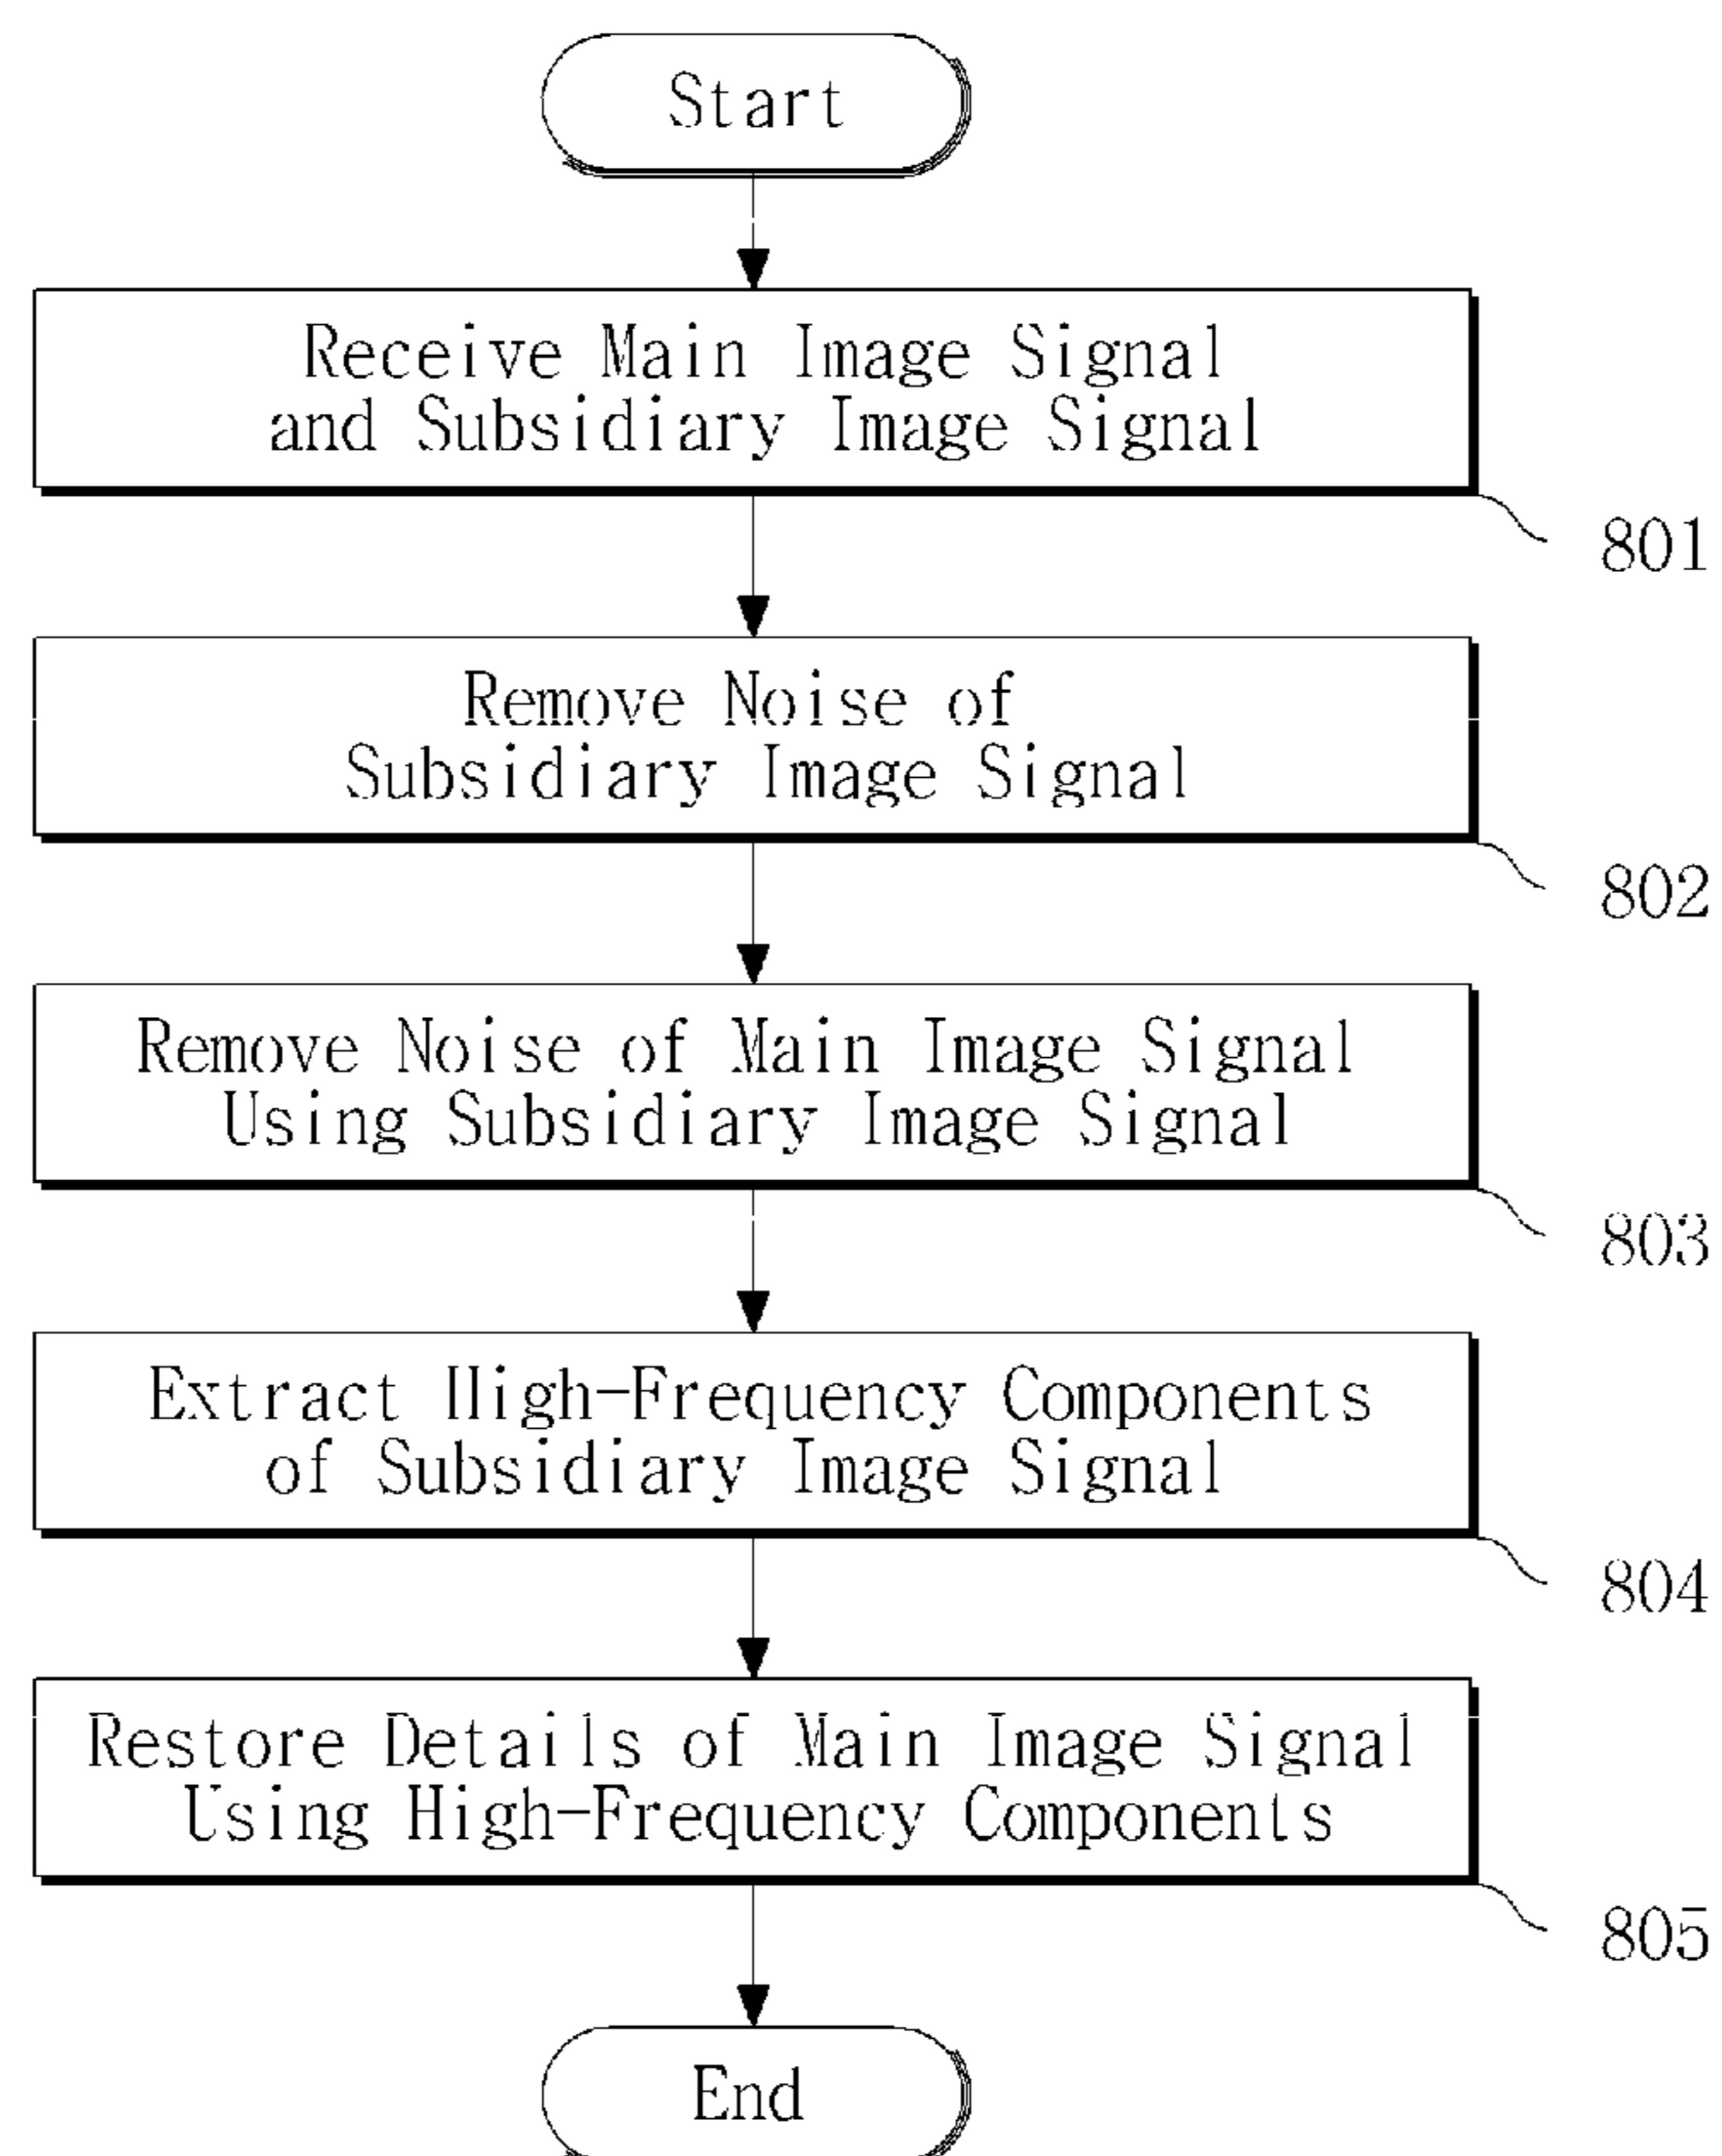 Start
Receive Main Image Signal
and Subsidiary Image Signal
801
Remove Noise of
Subsidiary Image Signal
802
Remove Noise of Main Image Signal
Using Subsidiary Image Signal
803
Extract High-Frequency Components
of Subsidiary Image Signal
804
Restore Details of Main Image Signal
Using High-Frequency Components
805
End